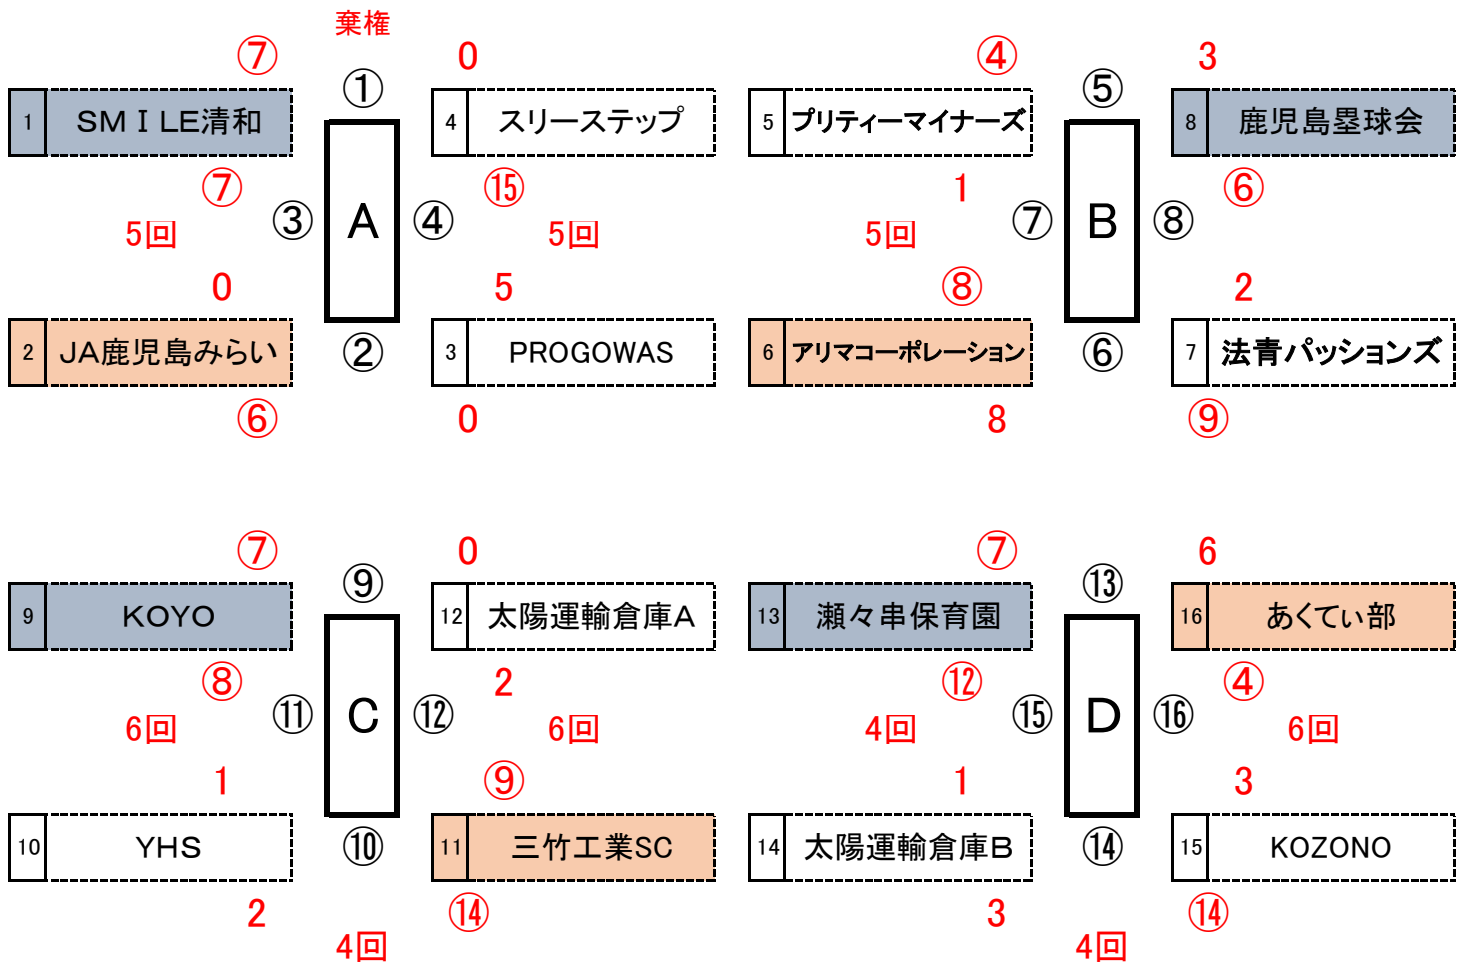 棄権
⑦ 0 ④ 3
① ⑤
1 SMILE清和 4 スリーステップ 5 プリティーマイナーズ 8 鹿児島塁球会
⑦ ⑮ 1 ⑥
③ A ④ ⑦ B ⑧
5回 5回 5回
0 5 ⑧ 2
2 JA鹿児島みらい ② 3 PROGOWAS 6 アリマコーポレーション ⑥ 7 法青パッションズ
⑥ 0 8 ⑨
⑦ 0 ⑦ 6
⑨ ⑬
9 KOYO 12 太陽運輸倉庫A 13 瀬々串保育園 16 あくてぃ部
⑧ 2 ⑫ ④
⑪ C ⑫ ⑮ D ⑯
6回 6回 4回 6回
1 ⑨ 1 3
10 YHS ⑩ 11 三竹工業SC 14 太陽運輸倉庫B ⑭ 15 KOZONO
2 ⑭ 3 ⑭
4回 4回